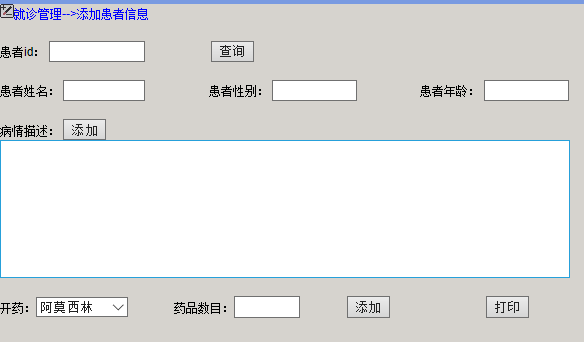 就诊管理-->添加患者信息
患者id： 查询
患者姓名： 患者性别： 患者年龄：
病情描述： 添加
开药： 阿莫西林 药品数目： 添加 打印